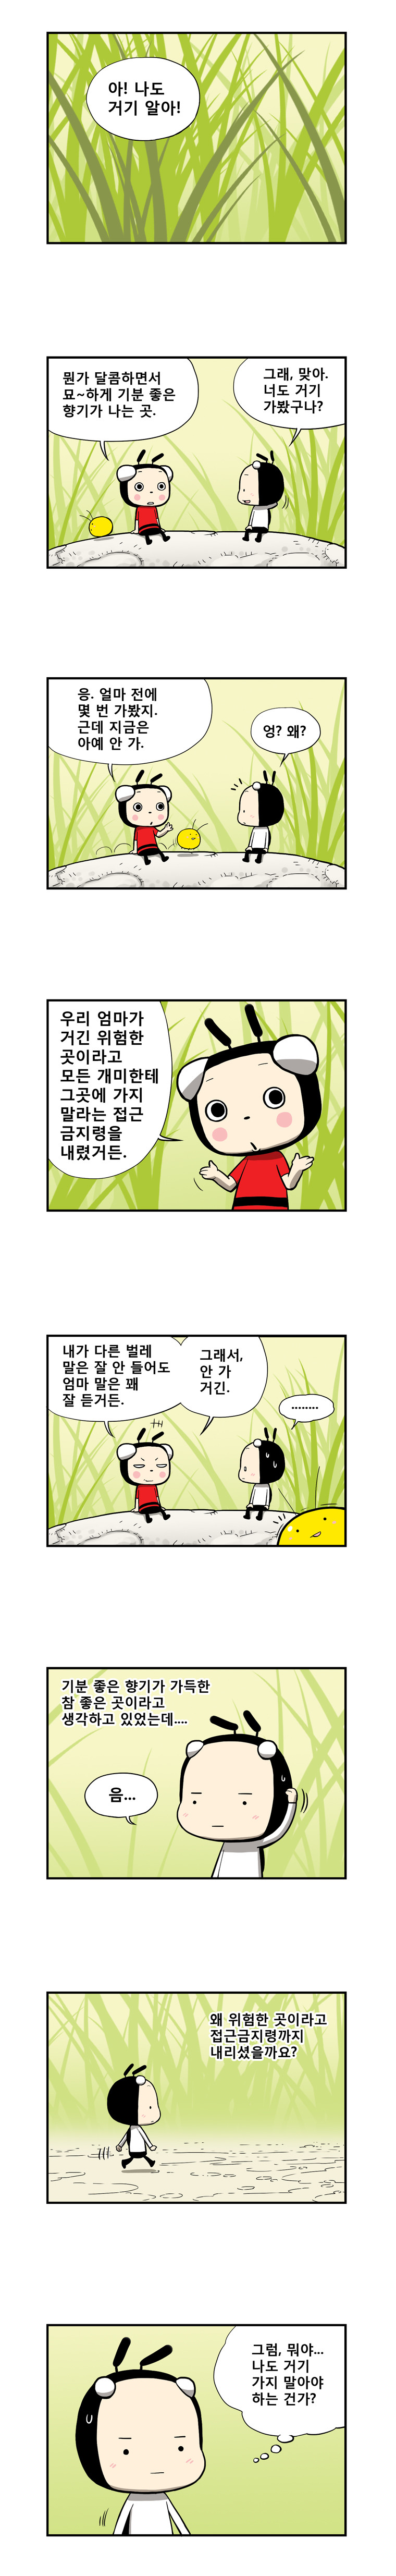 아! 나도
거기 알아!
뭔가 달콤하면서
묘~하게 기분 좋은
향기가 나는 곳.
그래, 맞아.
너도 거기
가봤구나?
응. 얼마 전에
몇 번 가봤지.
근데 지금은
아예 안 가.
엉? 왜?
우리 엄마가
거긴 위험한
곳이라고
모든 개미한테
그곳에 가지
말라는 접근
금지령을
내렸거든.
내가 다른 벌레
말은 잘 안 들어도
엄마 말은 꽤
잘 듣거든.
그래서,
안 가
거긴.
........
기분 좋은 향기가 가득한
참 좋은 곳이라고
생각하고 있었는데....
음...
왜 위험한 곳이라고
접근금지령까지
내리셨을까요?
그럼, 뭐야...
나도 거기
가지 말아야
하는 건가?